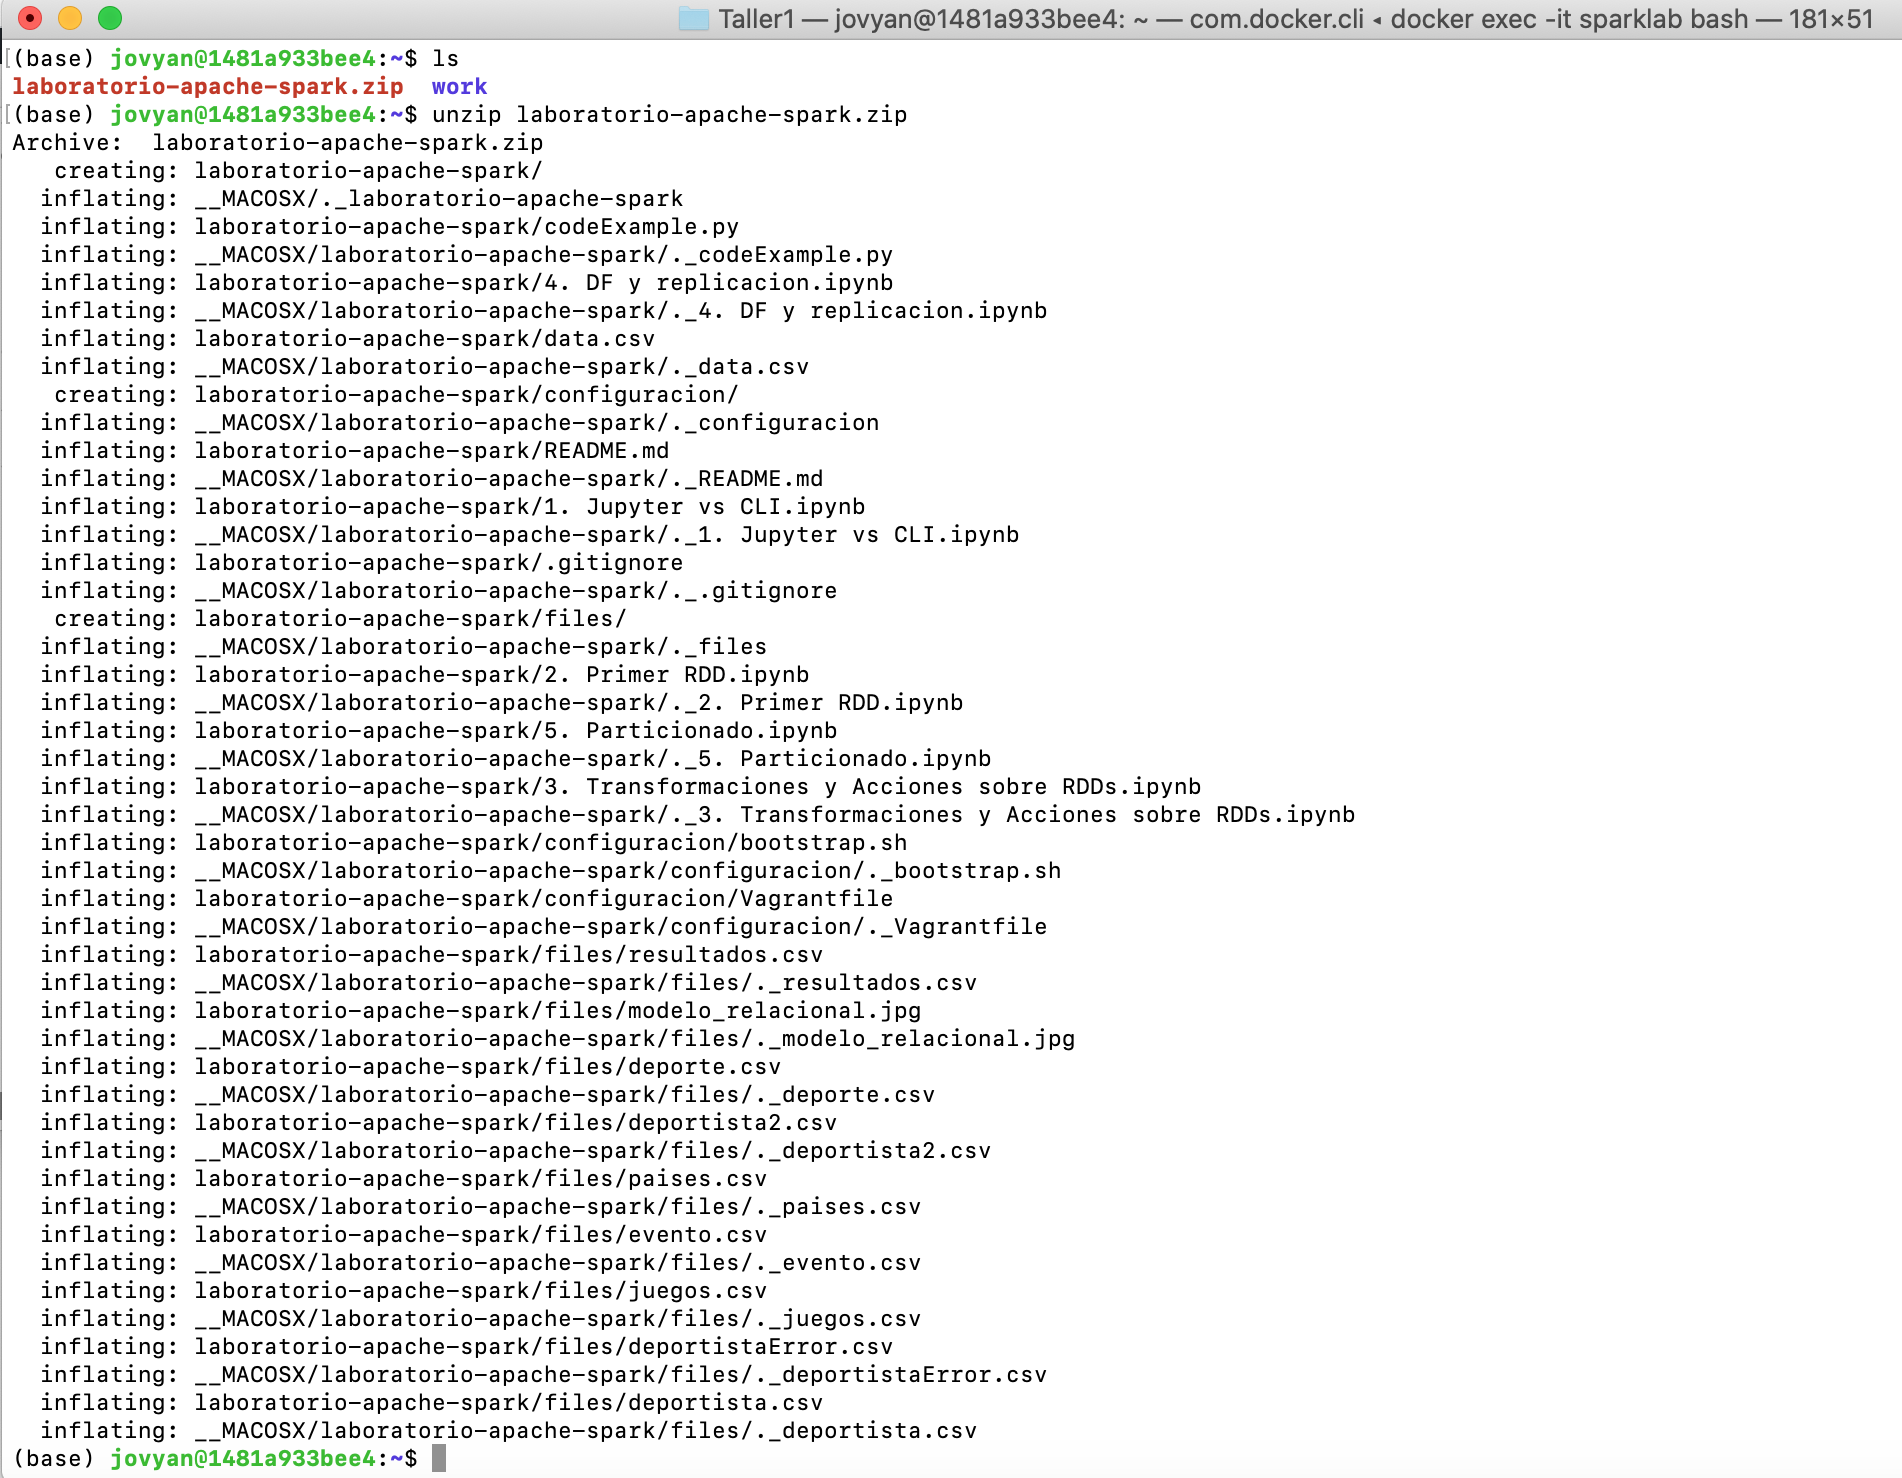 Taller1 — jovyan@1481a933bee4: ~ — com.docker.cli ◂ docker exec -it sparklab bash — 181×51
[(base) jovyan@1481a933bee4:~$ ls
laboratorio-apache-spark.zip  work
[(base) jovyan@1481a933bee4:~$ unzip laboratorio-apache-spark.zip
Archive:  laboratorio-apache-spark.zip
   creating: laboratorio-apache-spark/
  inflating: __MACOSX/._laboratorio-apache-spark
  inflating: laboratorio-apache-spark/codeExample.py
  inflating: __MACOSX/laboratorio-apache-spark/._codeExample.py
  inflating: laboratorio-apache-spark/4. DF y replicacion.ipynb
  inflating: __MACOSX/laboratorio-apache-spark/._4. DF y replicacion.ipynb
  inflating: laboratorio-apache-spark/data.csv
  inflating: __MACOSX/laboratorio-apache-spark/._data.csv
   creating: laboratorio-apache-spark/configuracion/
  inflating: __MACOSX/laboratorio-apache-spark/._configuracion
  inflating: laboratorio-apache-spark/README.md
  inflating: __MACOSX/laboratorio-apache-spark/._README.md
  inflating: laboratorio-apache-spark/1. Jupyter vs CLI.ipynb
  inflating: __MACOSX/laboratorio-apache-spark/._1. Jupyter vs CLI.ipynb
  inflating: laboratorio-apache-spark/.gitignore
  inflating: __MACOSX/laboratorio-apache-spark/._.gitignore
   creating: laboratorio-apache-spark/files/
  inflating: __MACOSX/laboratorio-apache-spark/._files
  inflating: laboratorio-apache-spark/2. Primer RDD.ipynb
  inflating: __MACOSX/laboratorio-apache-spark/._2. Primer RDD.ipynb
  inflating: laboratorio-apache-spark/5. Particionado.ipynb
  inflating: __MACOSX/laboratorio-apache-spark/._5. Particionado.ipynb
  inflating: laboratorio-apache-spark/3. Transformaciones y Acciones sobre RDDs.ipynb
  inflating: __MACOSX/laboratorio-apache-spark/._3. Transformaciones y Acciones sobre RDDs.ipynb
  inflating: laboratorio-apache-spark/configuracion/bootstrap.sh
  inflating: __MACOSX/laboratorio-apache-spark/configuracion/._bootstrap.sh
  inflating: laboratorio-apache-spark/configuracion/Vagrantfile
  inflating: __MACOSX/laboratorio-apache-spark/configuracion/._Vagrantfile
  inflating: laboratorio-apache-spark/files/resultados.csv
  inflating: __MACOSX/laboratorio-apache-spark/files/._resultados.csv
  inflating: laboratorio-apache-spark/files/modelo_relacional.jpg
  inflating: __MACOSX/laboratorio-apache-spark/files/._modelo_relacional.jpg
  inflating: laboratorio-apache-spark/files/deporte.csv
  inflating: __MACOSX/laboratorio-apache-spark/files/._deporte.csv
  inflating: laboratorio-apache-spark/files/deportista2.csv
  inflating: __MACOSX/laboratorio-apache-spark/files/._deportista2.csv
  inflating: laboratorio-apache-spark/files/paises.csv
  inflating: __MACOSX/laboratorio-apache-spark/files/._paises.csv
  inflating: laboratorio-apache-spark/files/evento.csv
  inflating: __MACOSX/laboratorio-apache-spark/files/._evento.csv
  inflating: laboratorio-apache-spark/files/juegos.csv
  inflating: __MACOSX/laboratorio-apache-spark/files/._juegos.csv
  inflating: laboratorio-apache-spark/files/deportistaError.csv
  inflating: __MACOSX/laboratorio-apache-spark/files/._deportistaError.csv
  inflating: laboratorio-apache-spark/files/deportista.csv
  inflating: __MACOSX/laboratorio-apache-spark/files/._deportista.csv
(base) jovyan@1481a933bee4:~$